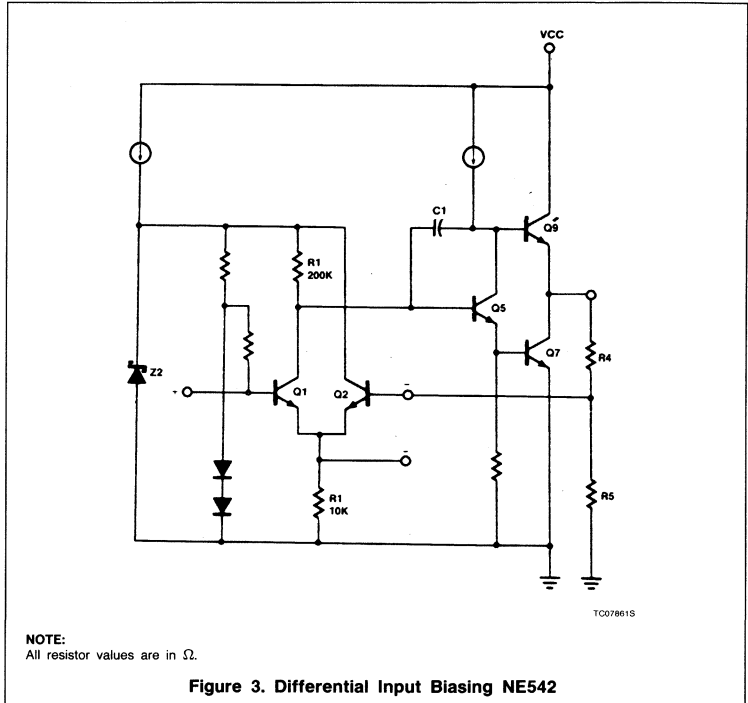 VCC
C1
Q9
R1
200K
Q5
Z2
+
Q1
Q2
−
Q7
R4
−
R1
10K
R5
TC07861S
NOTE:
All resistor values are in Ω.
Figure 3. Differential Input Biasing NE542